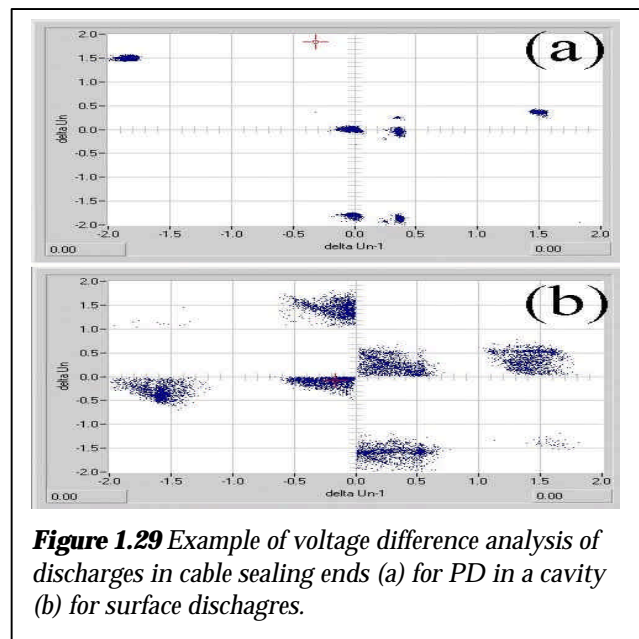 (a)
2.0
1.5
1.0
0.5
0.0
-0.5
-1.0
-1.5
-2.0
delta Un
-2.0 -1.5 -1.0 -0.5 0.0 0.5 1.0 1.5 2.0
0.00 delta Un-1 0.00
(b)
2.0
1.5
1.0
0.5
0.0
-0.5
-1.0
-1.5
-2.0
delta Un
-2.0 -1.5 -1.0 -0.5 0.0 0.5 1.0 1.5 2.0
0.00 delta Un-1 0.00
Figure 1.29 Example of voltage difference analysis of
discharges in cable sealing ends (a) for PD in a cavity
(b) for surface dischagres.